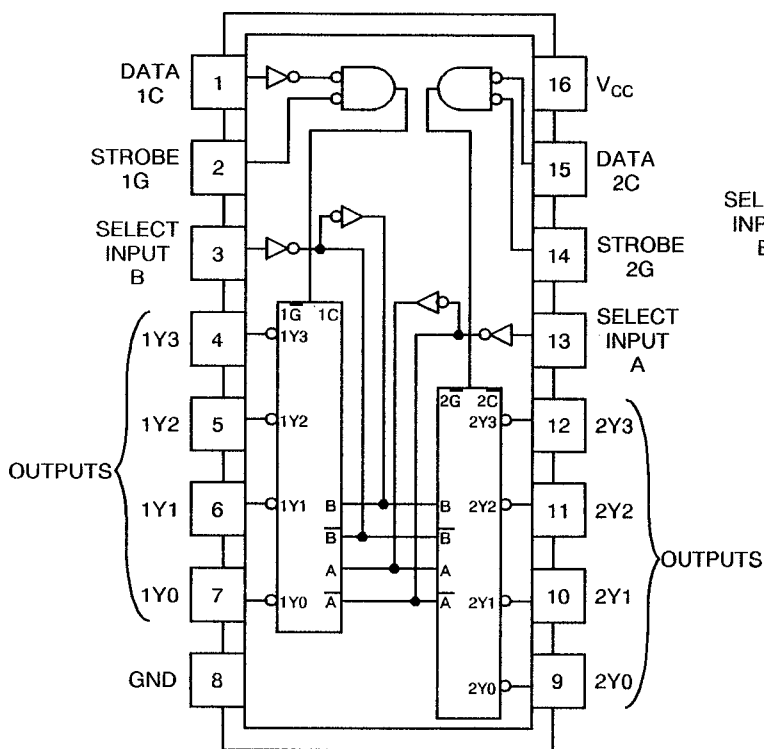 DATA
1C
1
STROBE
1G
2
SELECT
INPUT
B
3
1Y3
4
1Y2
5
OUTPUTS
1Y1
6
1Y0
7
GND
8
16
VCC
15
DATA
2C
14
STROBE
2G
13
SELECT
INPUT
A
12
2Y3
11
2Y2
OUTPUTS
10
2Y1
9
2Y0
1G̅ 1C
1Y3
1Y2
1Y1
1Y0
B
B̅
A
A̅
2G̅ 2C̅
2Y3
2Y2
2Y1
2Y0
B
B̅
A
A̅